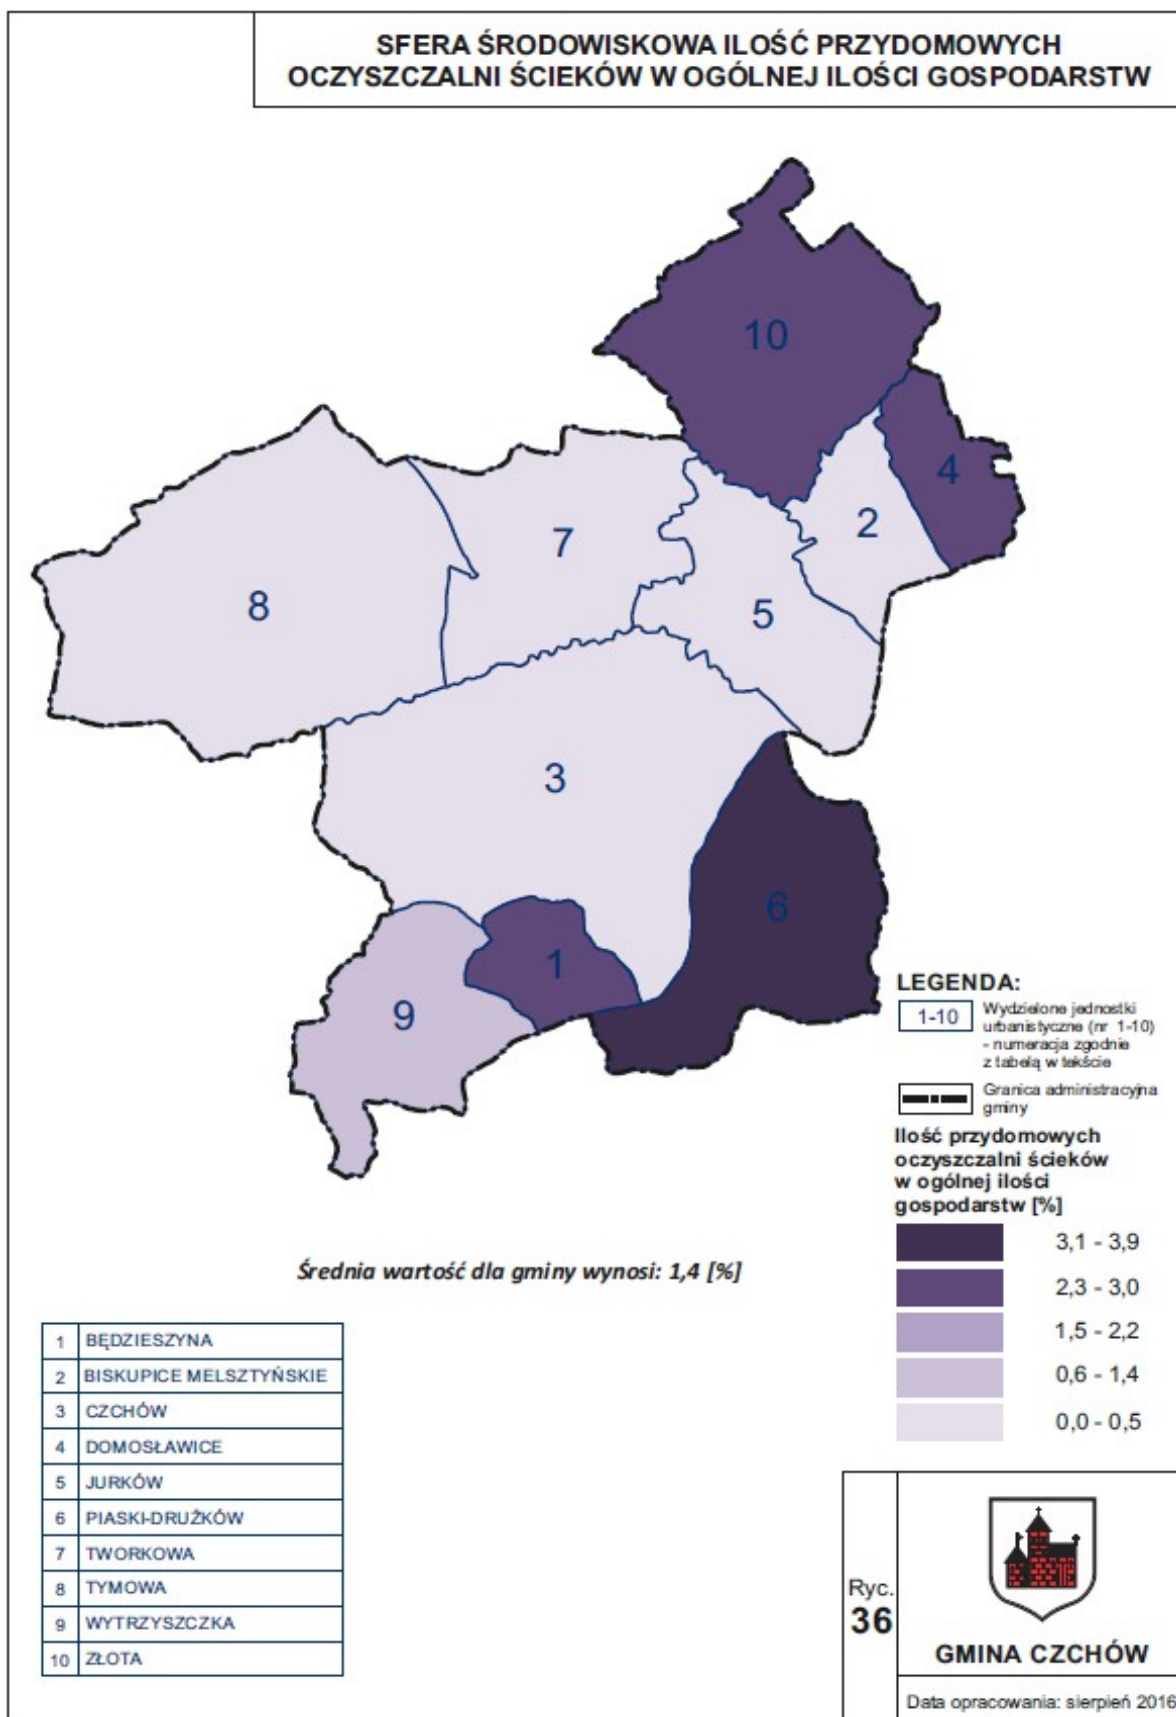 SFERA ŚRODOWISKOWA ILOŚĆ PRZYDOMOWYCH
OCZYSZCZALNI ŚCIEKÓW W OGÓLNEJ ILOŚCI GOSPODARSTW
10
4
2
7
8
5
3
6
1
9
LEGENDA:
1-10
Wydzielone jednostki
urbanistyczne (nr 1-10)
- numeracja zgodnie
z tabelą w tekście
Granica administracyjna
gminy
Ilość przydomowych
oczyszczalni ścieków
w ogólnej ilości
gospodarstw [%]
3,1 - 3,9
2,3 - 3,0
1,5 - 2,2
0,6 - 1,4
0,0 - 0,5
Średnia wartość dla gminy wynosi: 1,4 [%]
1 BĘDZIESZYNA
2 BISKUPICE MELSZTYŃSKIE
3 CZCHÓW
4 DOMOSŁAWICE
5 JURKÓW
6 PIASKI-DRUŻKÓW
7 TWORKOWA
8 TYMOWA
9 WYTRZYSZCZKA
10 ZŁOTA
Ryc.
36
GMINA CZCHÓW
Data opracowania: sierpień 2016